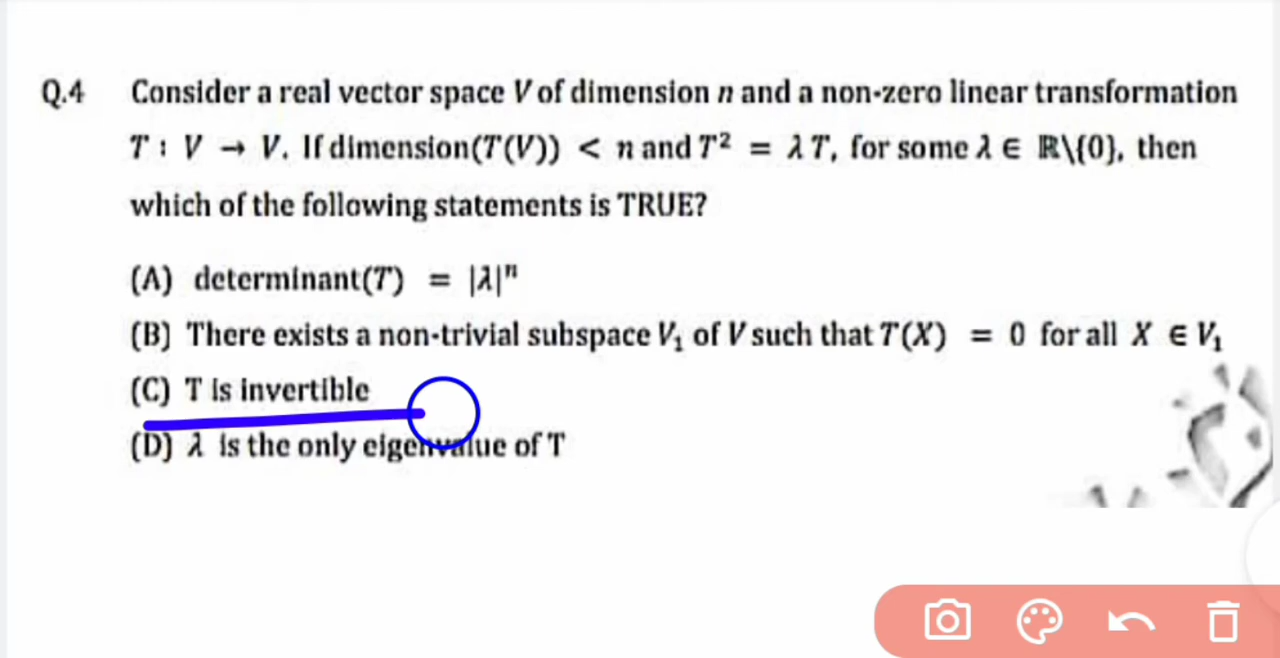 Q.4 Consider a real vector space V of dimension n and a non-zero linear transformation
T : V → V. If dimension(T(V)) < n and T² = λ T, for some λ ∈ ℝ\{0}, then
which of the following statements is TRUE?
(A) determinant(T) = |λ|ⁿ
(B) There exists a non-trivial subspace V₁ of V such that T(X) = 0 for all X ∈ V₁
(C) T is invertible
(D) λ is the only eigenvalue of T